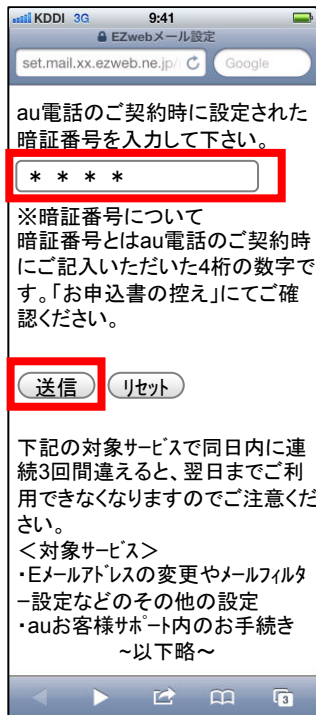 KDDI 3G 9:41
EZwebメール設定
set.mail.xx.ezweb.ne.jp/ Google
au電話のご契約時に設定された
暗証番号を入力して下さい。
＊＊＊＊
※暗証番号について
暗証番号とはau電話のご契約時
にご記入いただいた4桁の数字で
す。「お申込書の控え」にてご確
認ください。
送信 ﾘｾｯﾄ
下記の対象サｰビｽで同日内に連
続3回間違えると、翌日までご利
用できなくなりますのでご注意くだ
さい。
＜対象サｰビｽ＞
･Eﾒｰﾙｱﾄﾞﾚｽの変更やﾒｰﾙﾌｨﾙﾀ
ｰ設定などのその他の設定
･auお客様ｻﾎﾟｰﾄ内のお手続き
~以下略～
3